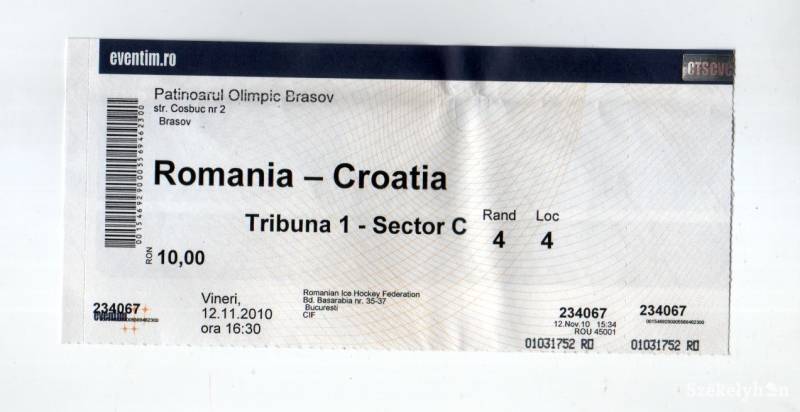 eventim.ro
Patinoarul Olimpic Brasov
str. Cosbuc nr 2
Brasov
Romania – Croatia
Tribuna 1 - Sector C
Rand Loc
4 4
RON 10,00
234067
eventim
Vineri,
12.11.2010
ora 16:30
Romanian Ice Hockey Federation
Bd. Basarabia nr. 35-37
Bucuresti
CIF
234067
12.Nov.10 15:34
ROU 45001
01031752 RO
234067
01031752 RO
Székelyhon